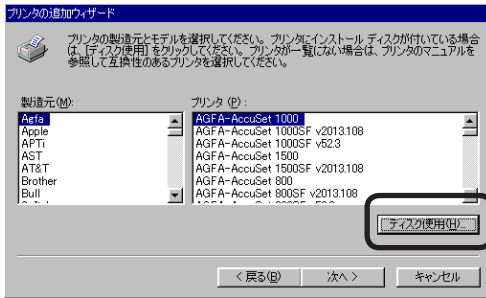 プリンタの追加ウィザード
プリンタの製造元とモデルを選択してください。プリンタにインストール ディスクが付いている場合
は、[ディスク使用] をクリックしてください。プリンタが一覧にない場合は、プリンタのマニュアルを
参照して互換性のあるプリンタを選択してください。
製造元(M):
Agfa
Apple
APTi
AST
AT&T
Brother
Bull
プリンタ (P) :
AGFA-AccuSet 1000
AGFA-AccuSet 1000SF v2013.108
AGFA-AccuSet 1000SF v52.3
AGFA-AccuSet 1500
AGFA-AccuSet 1500SF v2013.108
AGFA-AccuSet 800
AGFA-AccuSet 800SF v2013.108
ディスク使用(H)...
< 戻る(B)
次へ >
キャンセル